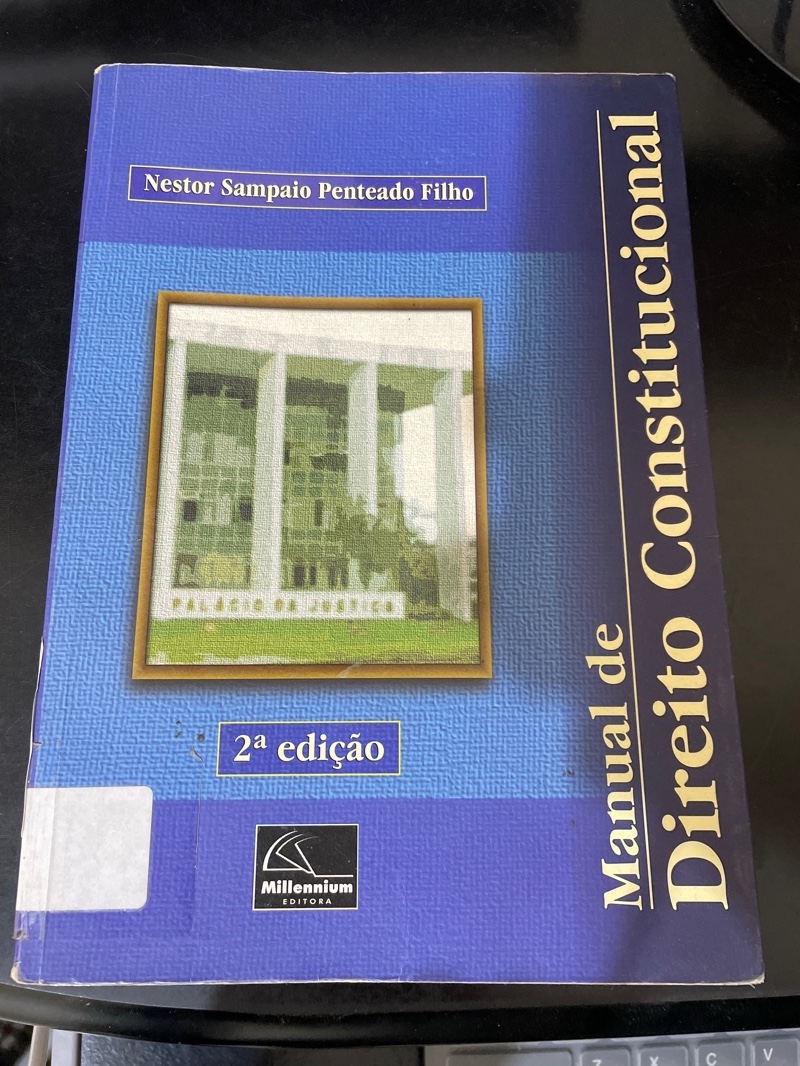 Nestor Sampaio Penteado Filho
Manual de
Direito Constitucional
PALÁCIO DA JUSTIÇA
2ª edição
Millennium
EDITORA
Z
X
C
V